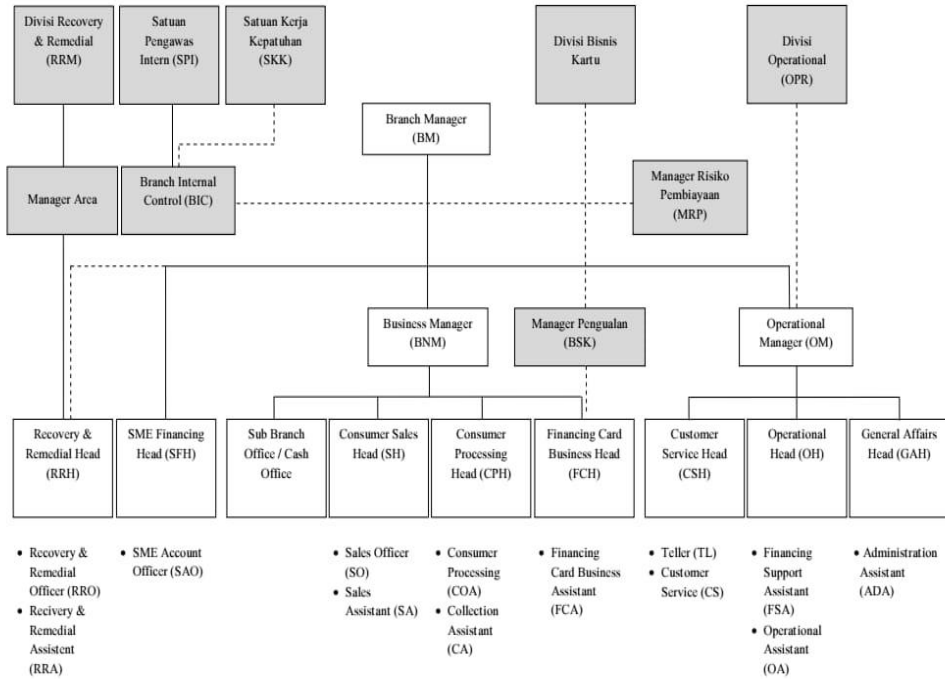 Divisi Recovery
& Remedial
(RRM)
Satuan
Pengawas
Intern (SPI)
Satuan Kerja
Kepatuhan
(SKK)
Divisi Bisnis
Kartu
Divisi
Operational
(OPR)
Branch Manager
(BM)
Manager Area
Branch Internal
Control (BIC)
Manager Risiko
Pembiayaan
(MRP)
Business Manager
(BNM)
Manager Pengualan
(BSK)
Operational
Manager (OM)
Recovery &
Remedial Head
(RRH)
SME Financing
Head (SFH)
Sub Branch
Office / Cash
Office
Consumer Sales
Head (SH)
Consumer
Processing
Head (CPH)
Financing Card
Business Head
(FCH)
Customer
Service Head
(CSH)
Operational
Head (OH)
General Affairs
Head (GAH)
• Recovery &
Remedial
Officer (RRO)
• Recivery &
Remedial
Assistent
(RRA)
• SME Account
Officer (SAO)
• Sales Officer
(SO)
• Sales
Assistant (SA)
• Consumer
Processing
(COA)
• Collection
Assistant
(CA)
• Financing
Card Business
Assistant
(FCA)
• Teller (TL)
• Customer
Service (CS)
• Financing
Support
Assistant
(FSA)
• Operational
Assistant
(OA)
• Administration
Assistant
(ADA)